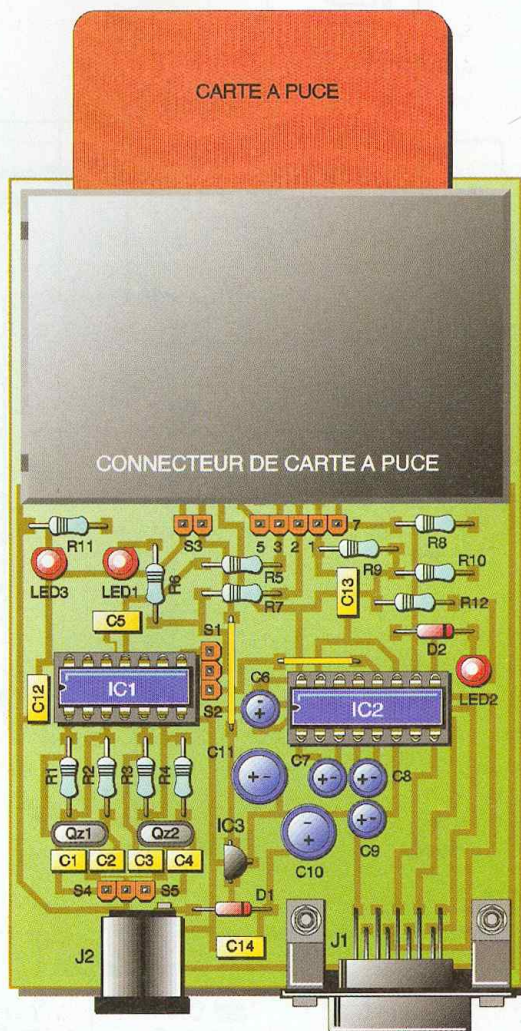 CARTE A PUCE
CONNECTEUR DE CARTE A PUCE
R11
S3
5 3 2 1
7
R8
LED3
LED1
R6
R5
R9
R10
R7
C13
R12
C5
S1
D2
C12
IC1
S2
C6
IC2
LED2
C11
C7
C8
R1
R2
R3
R4
Qz1
Qz2
IC3
C9
C10
C1
C2
C3
C4
S4
S5
D1
J2
C14
J1